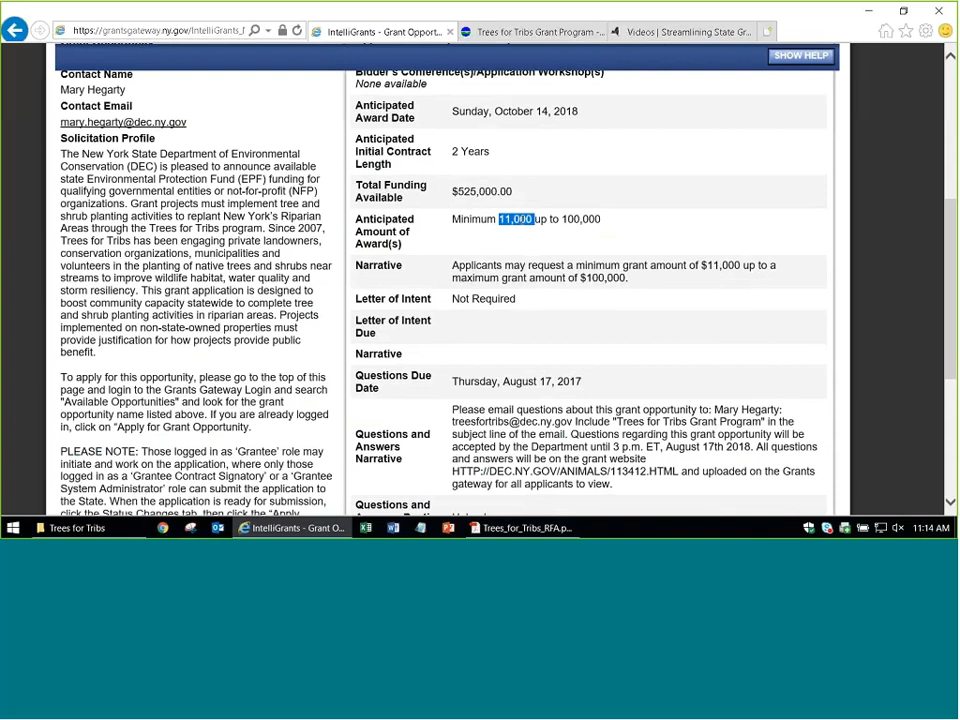 https://grantsgateway.ny.gov/IntelliGrants_
IntelliGrants - Grant Opport...
Trees for Tribs Grant Program -...
Videos | Streamlining State Gr...
SHOW HELP
Contact Name
Mary Hegarty
Contact Email
mary.hegarty@dec.ny.gov
Solicitation Profile
The New York State Department of Environmental
Conservation (DEC) is pleased to announce available
state Environmental Protection Fund (EPF) funding for
qualifying governmental entities or not-for-profit (NFP)
organizations. Grant projects must implement tree and
shrub planting activities to replant New York's Riparian
Areas through the Trees for Tribs program. Since 2007,
Trees for Tribs has been engaging private landowners,
conservation organizations, municipalities and
volunteers in the planting of native trees and shrubs near
streams to improve wildlife habitat, water quality and
storm resiliency. This grant application is designed to
boost community capacity statewide to complete tree
and shrub planting activities in riparian areas. Projects
implemented on non-state-owned properties must
provide justification for how projects provide public
benefit.
To apply for this opportunity, please go to the top of this
page and login to the Grants Gateway Login and search
"Available Opportunities" and look for the grant
opportunity name listed above. If you are already logged
in, click on "Apply for Grant Opportunity.
PLEASE NOTE: Those logged in as 'Grantee' role may
initiate and work on the application, where only those
logged in as a 'Grantee Contract Signatory' or a 'Grantee
System Administrator' role can submit the application to
the State. When the application is ready for submission,
click the Status Changes tab, then click the "Apply
Bidder's Conference(s)/Application Workshop(s)
None available
Anticipated
Award Date
Sunday, October 14, 2018
Anticipated
Initial Contract
Length
2 Years
Total Funding
Available
$525,000.00
Anticipated
Amount of
Award(s)
Minimum 11,000 up to 100,000
Narrative
Applicants may request a minimum grant amount of $11,000 up to a
maximum grant amount of $100,000.
Letter of Intent
Not Required
Letter of Intent
Due
Narrative
Questions Due
Date
Thursday, August 17, 2017
Questions and
Answers
Narrative
Please email questions about this grant opportunity to: Mary Hegarty:
treesfortribs@dec.ny.gov Include "Trees for Tribs Grant Program" in the
subject line of the email. Questions regarding this grant opportunity will be
accepted by the Department until 3 p.m. ET, August 17th 2018. All questions
and answers will be on the grant website
HTTP://DEC.NY.GOV/ANIMALS/113412.HTML and uploaded on the Grants
gateway for all applicants to view.
Questions and
Trees for Tribs
IntelliGrants - Grant O...
Trees_for_Tribs_RFA.p...
11:14 AM